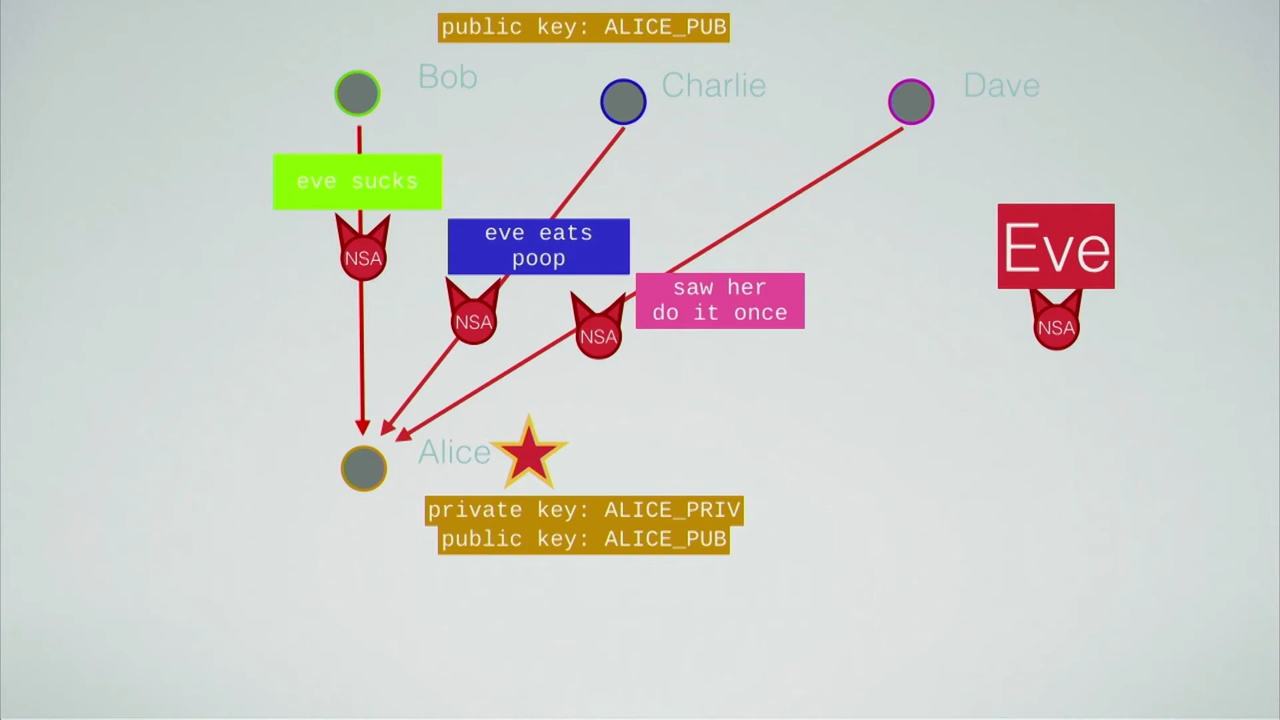 public key: ALICE_PUB
Bob
Charlie
Dave
eve sucks
NSA
eve eats
poop
NSA
saw her
do it once
NSA
Eve
NSA
Alice
private key: ALICE_PRIV
public key: ALICE_PUB